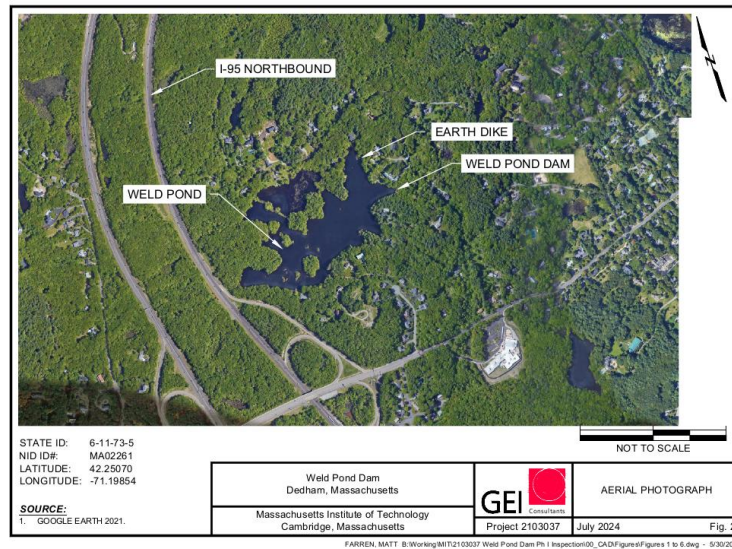 I-95 NORTHBOUND
EARTH DIKE
WELD POND DAM
WELD POND
N
NOT TO SCALE
STATE ID: 6-11-73-5
NID ID#: MA02261
LATITUDE: 42.25070
LONGITUDE: -71.19854
SOURCE:
1. GOOGLE EARTH 2021.
Weld Pond Dam
Dedham, Massachusetts
Massachusetts Institute of Technology
Cambridge, Massachusetts
GEI Consultants
Project 2103037
AERIAL PHOTOGRAPH
July 2024
Fig. 2
FARREN, MATT B:\Working\MIT\2103037 Weld Pond Dam Ph I Inspection\00_CAD\Figures\Figures 1 to 6.dwg - 5/30/20